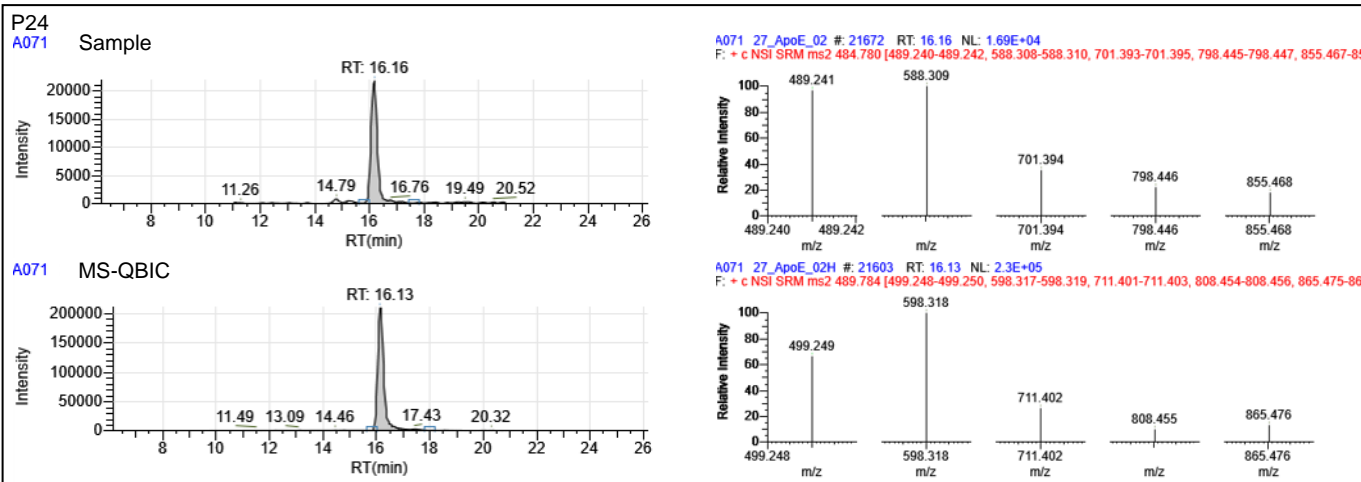 P24
A071 Sample
RT: 16.16
20000
15000
10000
5000
0
Intensity
11.26 14.79 16.76 19.49 20.52
8 10 12 14 16 18 20 22 24 26
RT(min)
A071 27_ApoE_02 #: 21672 RT: 16.16 NL: 1.69E+04
F: + c NSI SRM ms2 484.780 [489.240-489.242, 588.308-588.310, 701.393-701.395, 798.445-798.447, 855.467-85
100
80
60
40
20
0
Relative Intensity
489.241 588.309 701.394 798.446 855.468
489.240 489.242 701.394 798.446 855.468
m/z m/z m/z m/z m/z
A071 MS-QBIC
RT: 16.13
200000
150000
100000
50000
0
Intensity
11.49 13.09 14.46 17.43 20.32
8 10 12 14 16 18 20 22 24 26
RT(min)
A071 27_ApoE_02H #: 21603 RT: 16.13 NL: 2.3E+05
F: + c NSI SRM ms2 489.784 [499.248-499.250, 598.317-598.319, 711.401-711.403, 808.454-808.456, 865.475-86
100
80
60
40
20
0
Relative Intensity
499.249 598.318 711.402 808.455 865.476
499.248 598.318 711.402 865.476
m/z m/z m/z m/z m/z